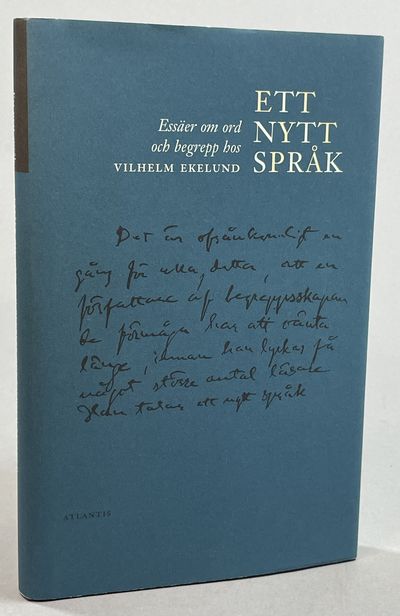 ETT
NYTT
SPRÅK
Essäer om ord
och begrepp hos
VILHELM EKELUND
Det är ofrånkomligt en
gång för alla, detta, att en
författare af begreppsskapan
de förmåga har att vänta
länge, innan han lyckas få
något större antal läsare
Han talar ett nytt språk
ATLANTIS